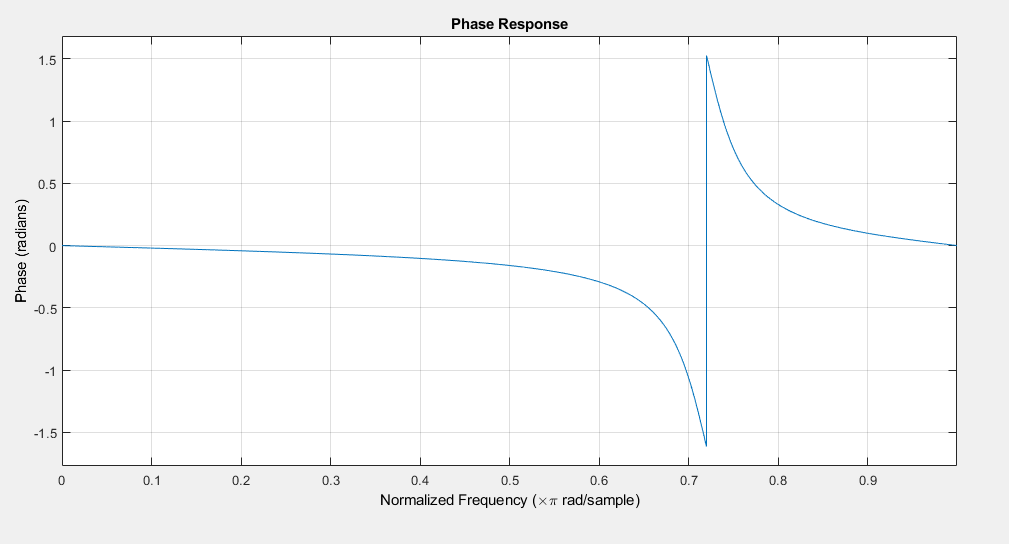 Phase Response
Phase (radians)
1.5
1
0.5
0
-0.5
-1
-1.5
0 0.1 0.2 0.3 0.4 0.5 0.6 0.7 0.8 0.9
Normalized Frequency (×π rad/sample)